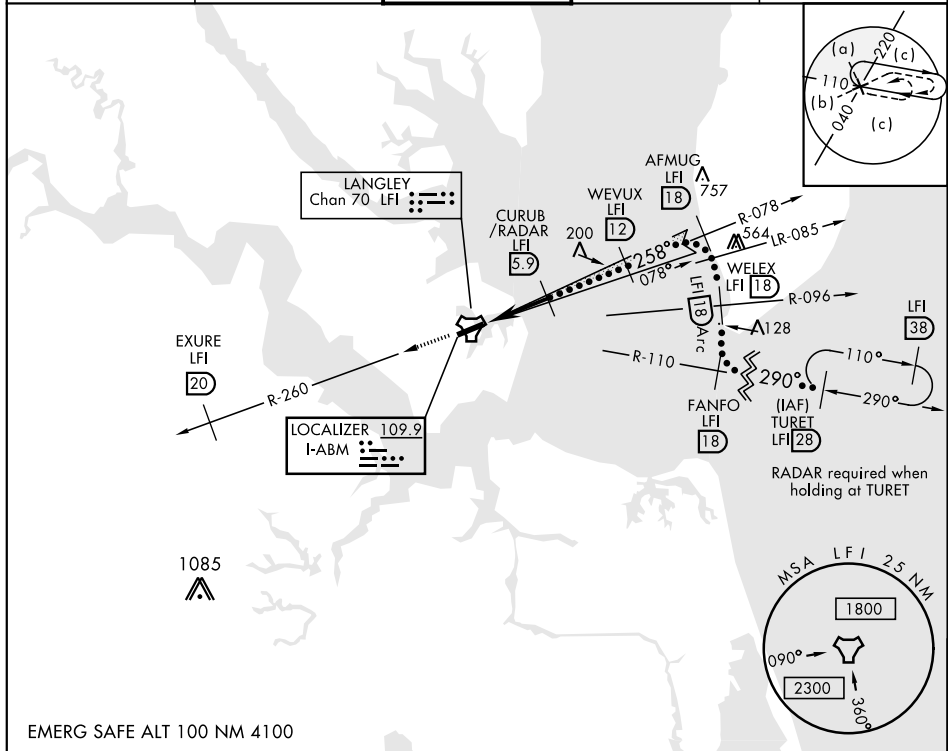 (a)
220
(c)
110
(b)
040
(c)
AFMUG
LFI
18
757
LANGLEY
Chan 70 LFI
WEVUX
LFI
12
R-078
CURUB
/RADAR
LFI
5.9
200
564
LR-085
258°
078°
WELEX
LFI 18
LFI 18 Arc
R-096
LFI
38
128
EXURE
LFI
20
R-110
110°
290°
290°
R-260
FANFO
LFI
18
(IAF)
TURET
LFI 28
LOCALIZER 109.9
I-ABM
RADAR required when
holding at TURET
1085
MSA LFI 25 NM
1800
090°
2300
360°
EMERG SAFE ALT 100 NM 4100